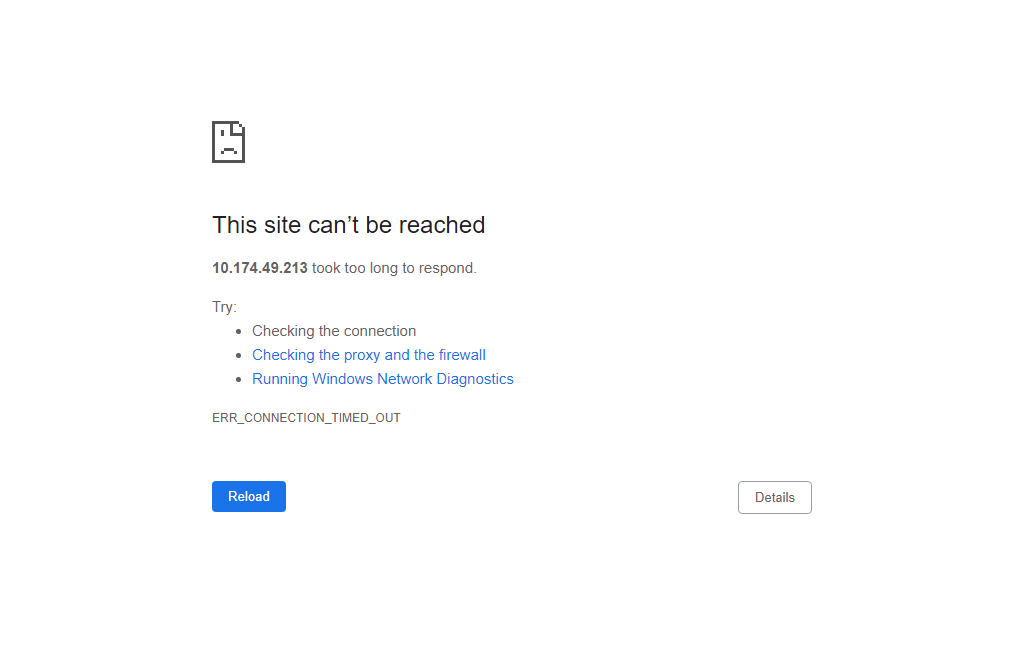 This site can’t be reached
10.174.49.213 took too long to respond.
Try:
Checking the connection
Checking the proxy and the firewall
Running Windows Network Diagnostics
ERR_CONNECTION_TIMED_OUT
Reload
Details